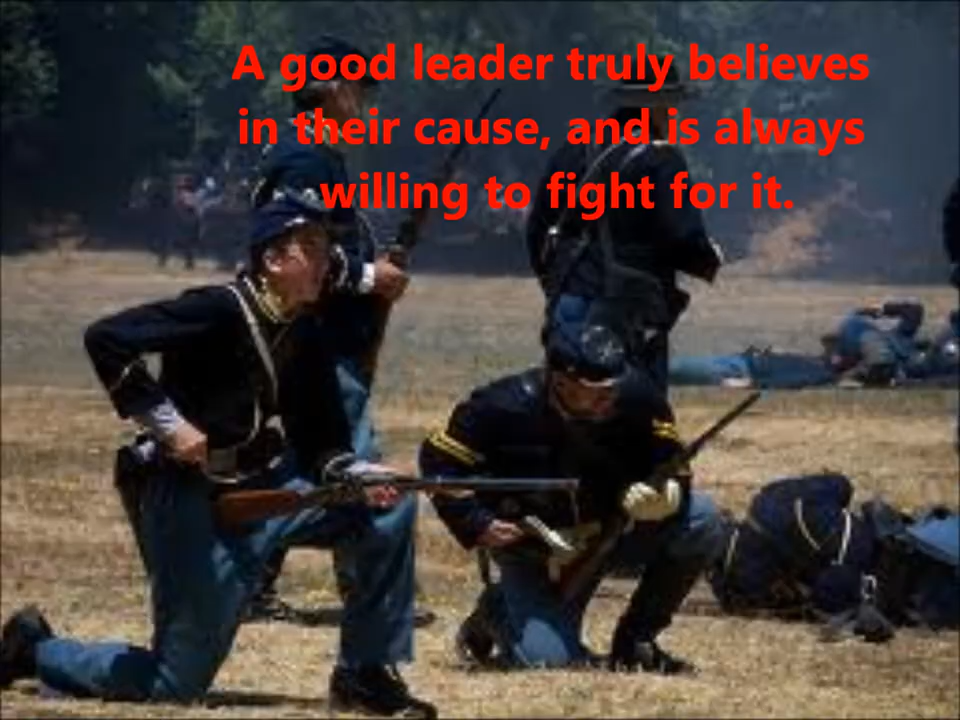 A good leader truly believes
in their cause, and is always
willing to fight for it.